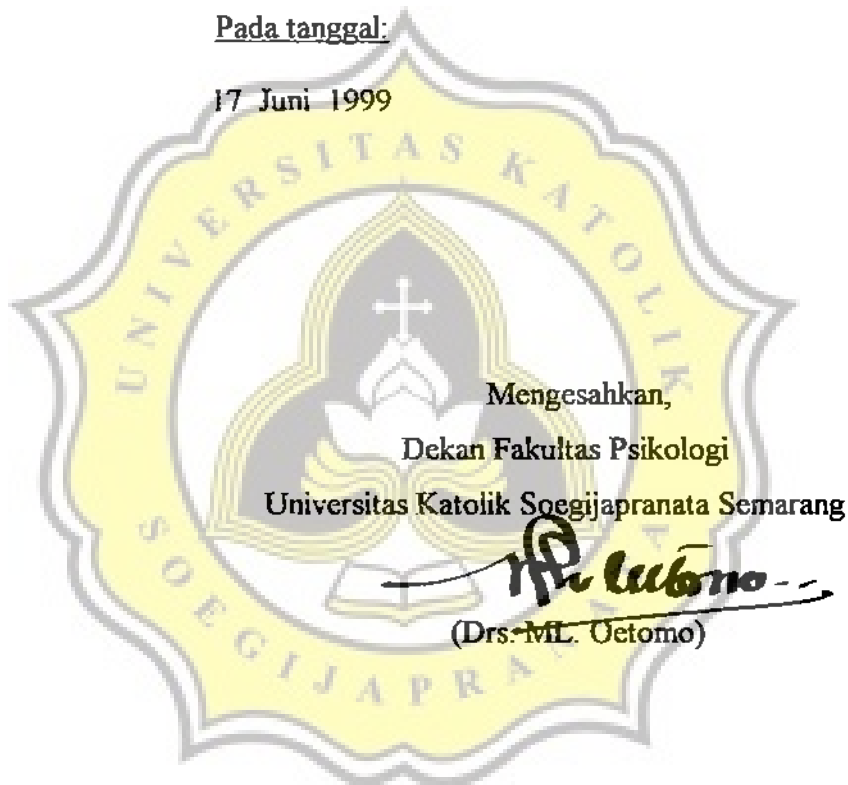 Pada tanggal:
17 Juni 1999
UNIVERSITAS KATOLIK
SOEGIJAPRANATA
Mengesahkan,
Dekan Fakultas Psikologi
Universitas Katolik Soegijapranata Semarang
(Drs. ML. Oetomo)